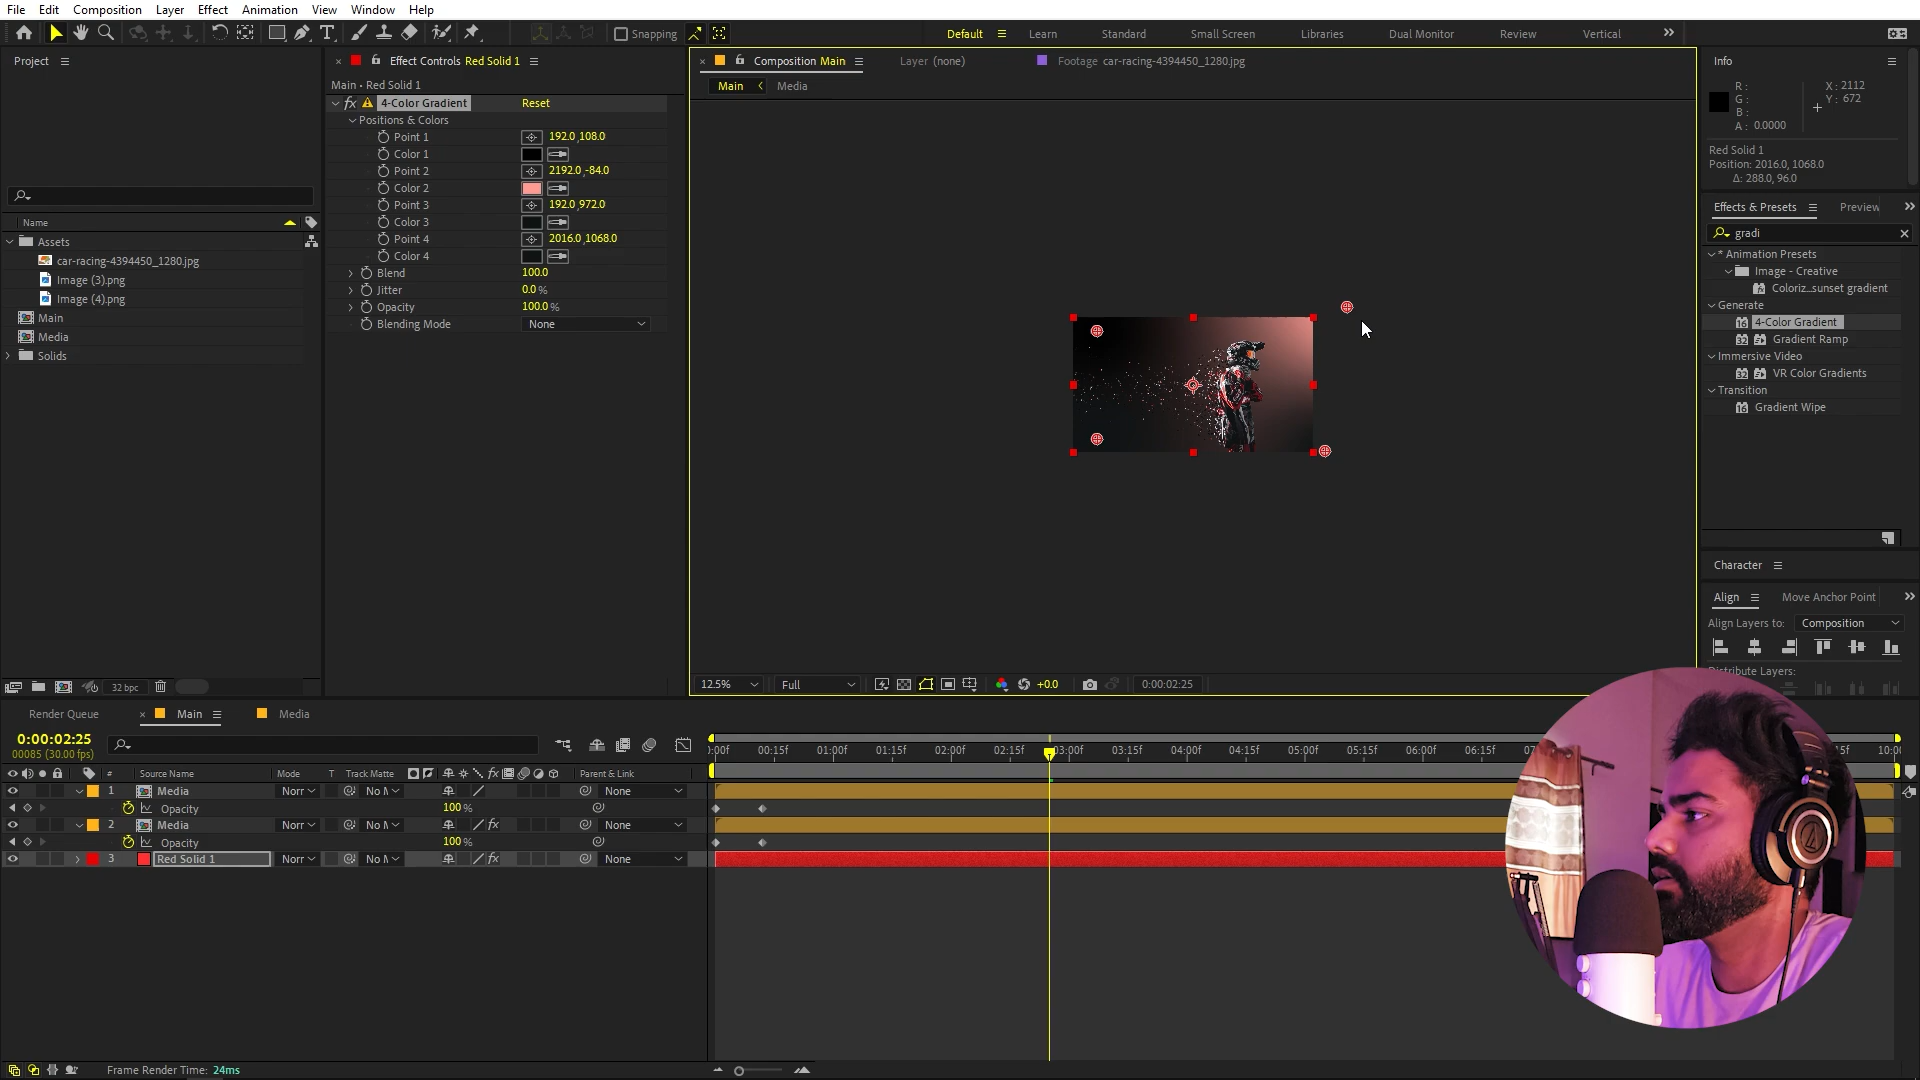 File Edit Composition Layer Effect Animation View Window Help
Snapping Default Learn Standard Small Screen Libraries Dual Monitor Review Vertical
Project
Name
Assets
car-racing-4394450_1280.jpg
Image (3).png
Image (4).png
Main
Media
Solids
32 bpc
Effect Controls Red Solid 1
Main • Red Solid 1
fx 4-Color Gradient Reset
Positions & Colors
Point 1 192.0,108.0
Color 1
Point 2 2192.0,-84.0
Color 2
Point 3 192.0,972.0
Color 3
Point 4 2016.0,1068.0
Color 4
Blend 100.0
Jitter 0.0 %
Opacity 100.0 %
Blending Mode None
Composition Main Layer (none) Footage car-racing-4394450_1280.jpg
Main Media
12.5% Full +0.0 0:00:02:25
Info
R :
G :
B :
A : 0.0000
X : 2112
Y : 672
Red Solid 1
Position: 2016.0, 1068.0
Δ: 288.0, 96.0
Effects & Presets Preview
gradi
* Animation Presets
Image - Creative
Coloriz...sunset gradient
Generate
4-Color Gradient
Gradient Ramp
Immersive Video
VR Color Gradients
Transition
Gradient Wipe
Character
Align Move Anchor Point
Align Layers to: Composition
Distribute Layers:
Render Queue Main Media
0:00:02:25
00085 (30.00 fps)
:00f 00:15f 01:00f 01:15f 02:00f 02:15f 03:00f 03:15f 04:00f 04:15f 05:00f 05:15f 06:00f 06:15f
# Source Name Mode T Track Matte fx Parent & Link
1 Media Norr No M None
Opacity 100 %
2 Media Norr No M fx None
Opacity 100 %
3 Red Solid 1 Norr No M fx None
Frame Render Time: 24ms